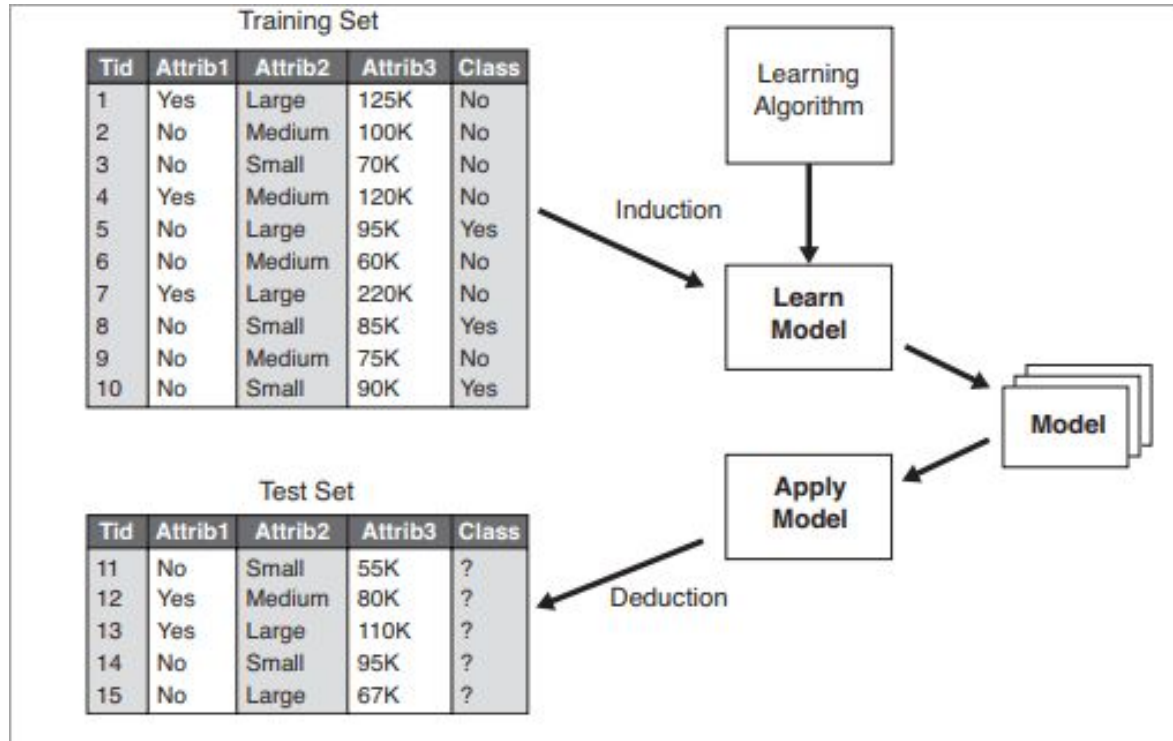 Training Set
Tid Attrib1 Attrib2 Attrib3 Class
1 Yes Large 125K No
2 No Medium 100K No
3 No Small 70K No
4 Yes Medium 120K No
5 No Large 95K Yes
6 No Medium 60K No
7 Yes Large 220K No
8 No Small 85K Yes
9 No Medium 75K No
10 No Small 90K Yes
Learning
Algorithm
Induction
Learn
Model
Model
Apply
Model
Deduction
Test Set
Tid Attrib1 Attrib2 Attrib3 Class
11 No Small 55K ?
12 Yes Medium 80K ?
13 Yes Large 110K ?
14 No Small 95K ?
15 No Large 67K ?